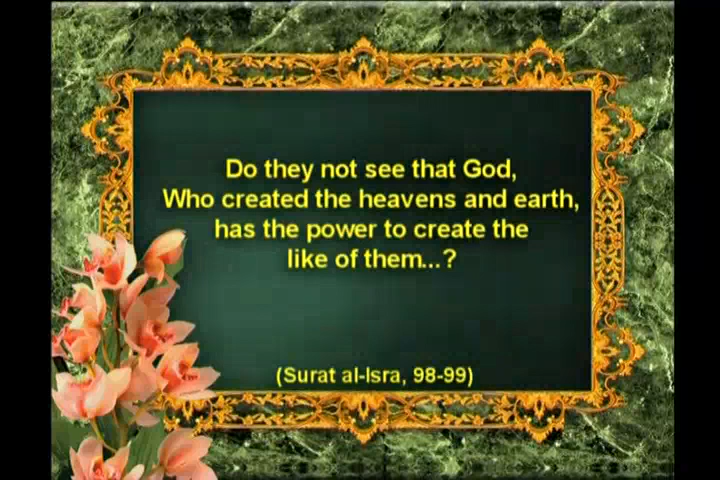 Do they not see that God,
Who created the heavens and earth,
has the power to create the
like of them...?
(Surat al-Isra, 98-99)